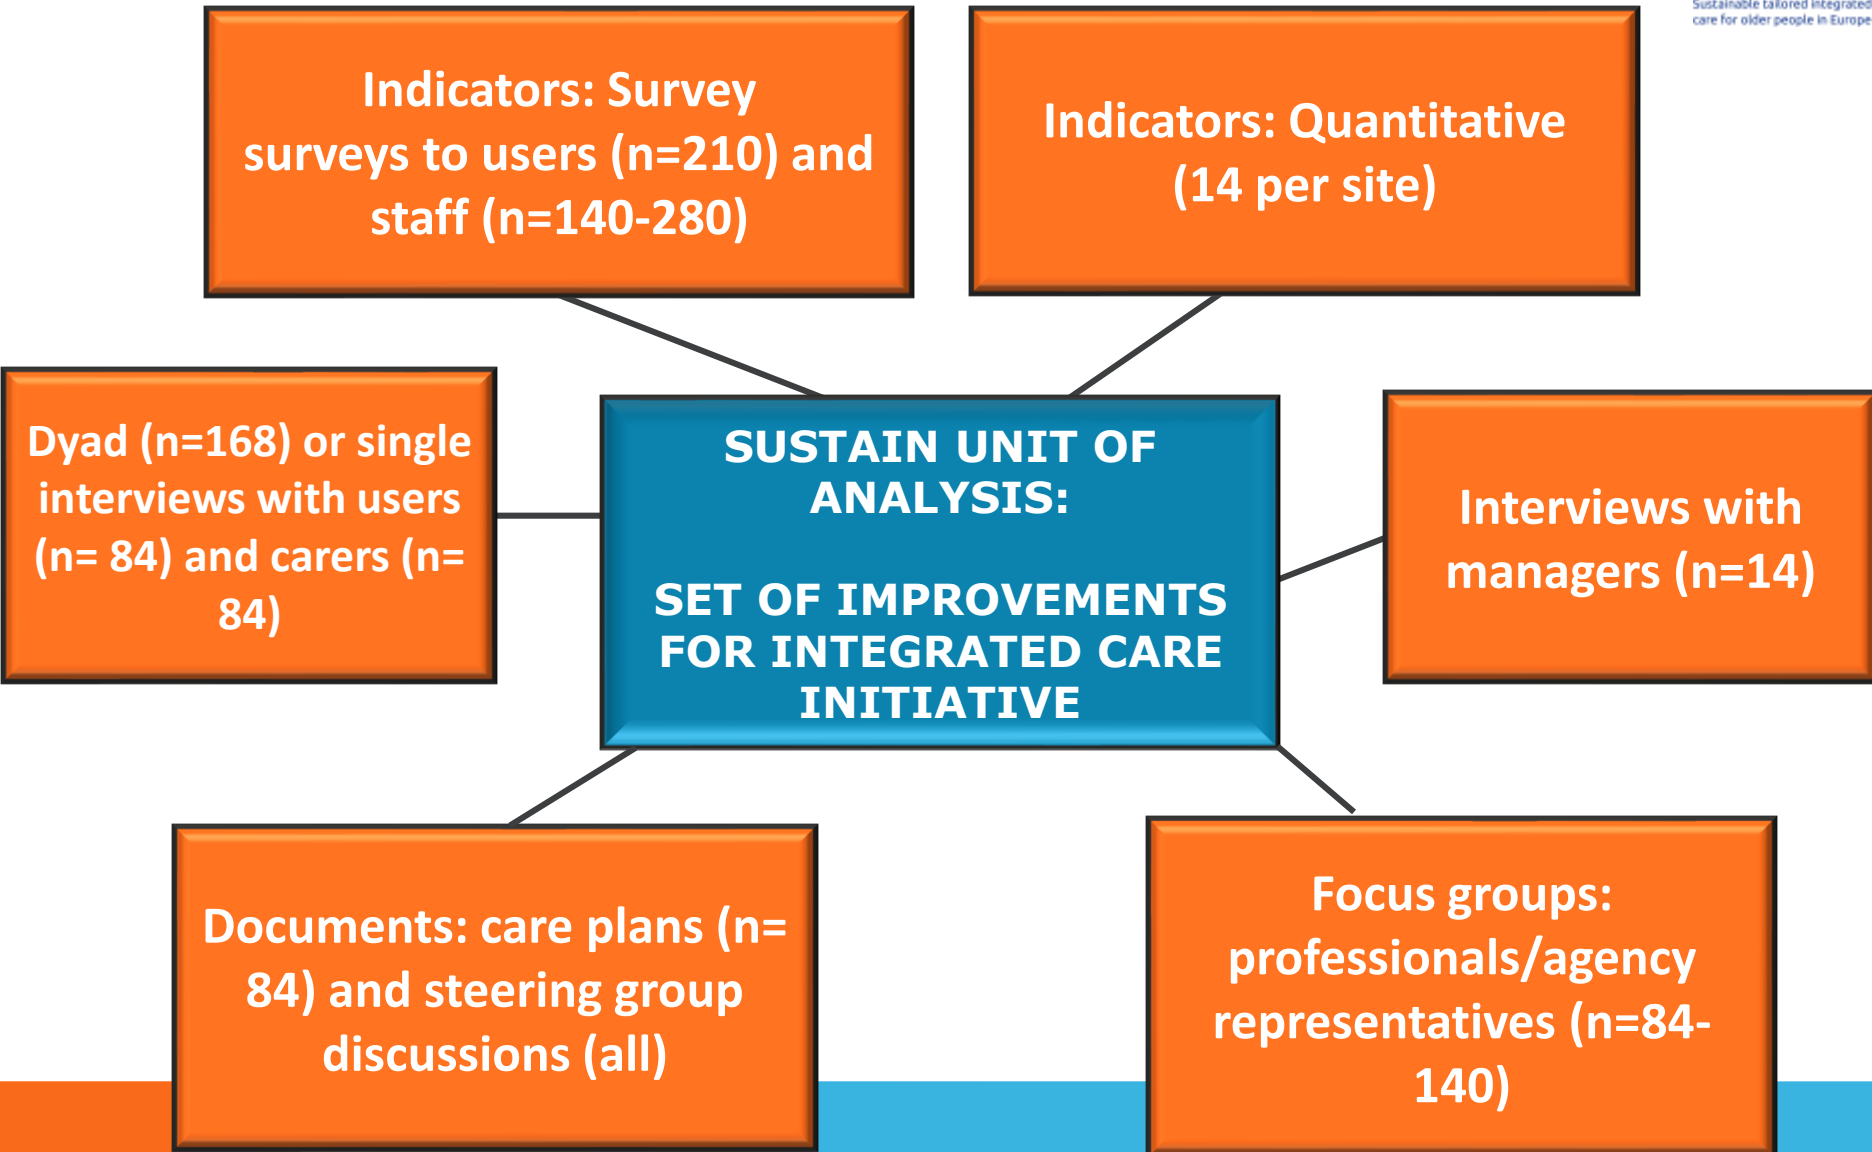 Sustainable tailored integrated
care for older people in Europe
Indicators: Survey
surveys to users (n=210) and
staff (n=140-280)
Indicators: Quantitative
(14 per site)
Dyad (n=168) or single
interviews with users
(n= 84) and carers (n=
84)
SUSTAIN UNIT OF
ANALYSIS:
SET OF IMPROVEMENTS
FOR INTEGRATED CARE
INITIATIVE
Interviews with
managers (n=14)
Documents: care plans (n=
84) and steering group
discussions (all)
Focus groups:
professionals/agency
representatives (n=84-
140)